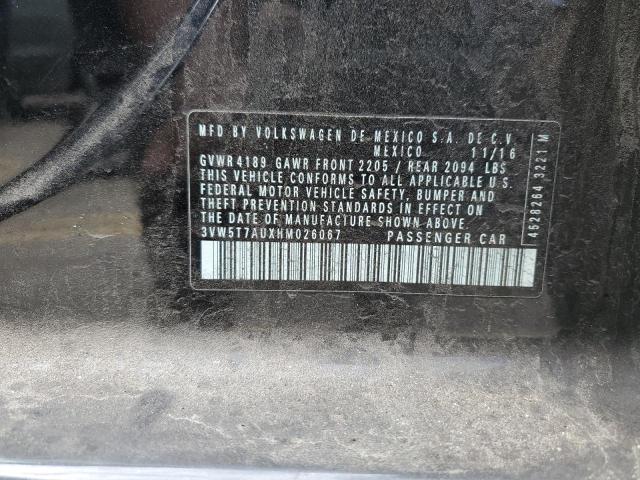 MFD BY VOLKSWAGEN DE MEXICO S.A. DE C.V.
MEXICO 11/16
GVWR 4189 GAWR FRONT 2205 / REAR 2094 LBS
THIS VEHICLE CONFORMS TO ALL APPLICABLE U.S.
FEDERAL MOTOR VEHICLE SAFETY, BUMPER, AND
THEFT PREVENTION STANDARDS IN EFFECT ON
THE DATE OF MANUFACTURE SHOWN ABOVE.
3VW5T7AUXHM026067 PASSENGER CAR
4528264 3221 M